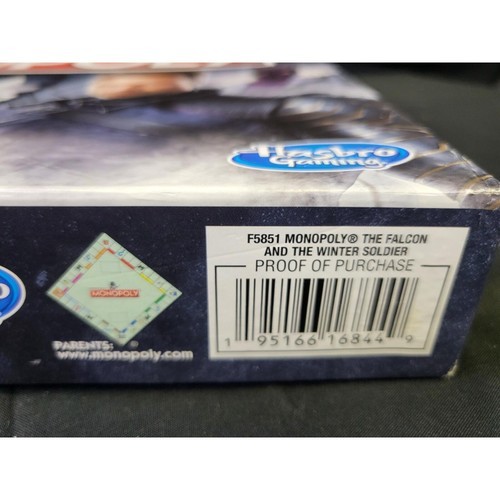 Hasbro
Gaming
F5851 MONOPOLY® THE FALCON
AND THE WINTER SOLDIER
PROOF OF PURCHASE
1 95166 16844 9
MONOPOLY
PARENTS:
www.monopoly.com